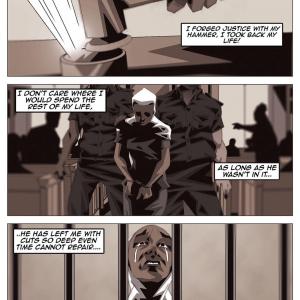 I FORGED JUSTICE WITH MY
HAMMER, I TOOK BACK MY
LIFE!
I DON'T CARE WHERE I
WOULD SPEND THE
REST OF MY LIFE,
AS LONG AS HE
WASN'T IN IT...
..HE HAS LEFT ME WITH
CUTS SO DEEP EVEN
TIME CANNOT REPAIR....